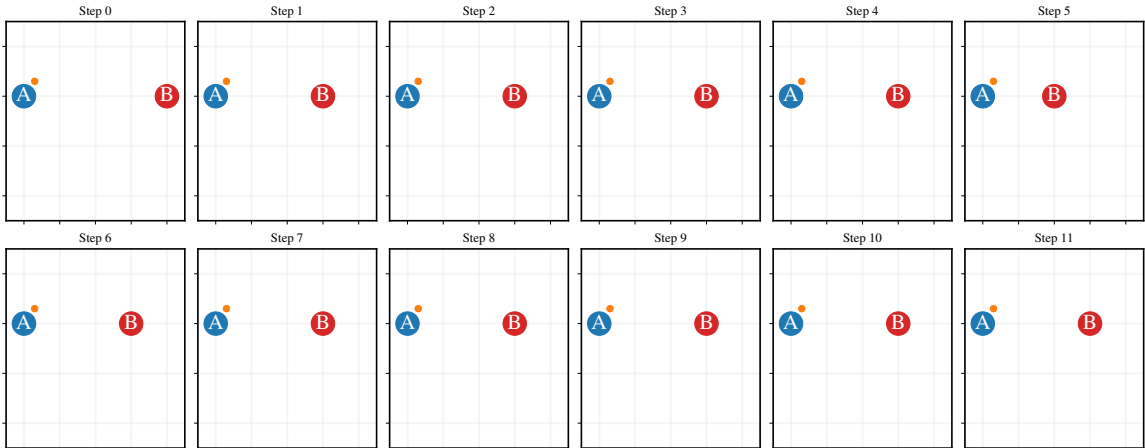 Step 0 Step 1 Step 2 Step 3 Step 4 Step 5
A B A B A B A B A B A B
Step 6 Step 7 Step 8 Step 9 Step 10 Step 11
A B A B A B A B A B A B